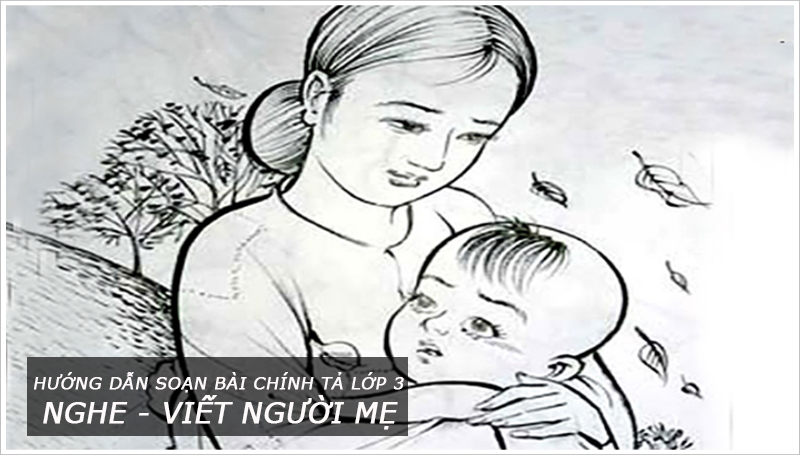 HƯỚNG DẪN SOẠN BÀI CHÍNH TẢ LỚP 3
NGHE - VIẾT NGƯỜI MẸ